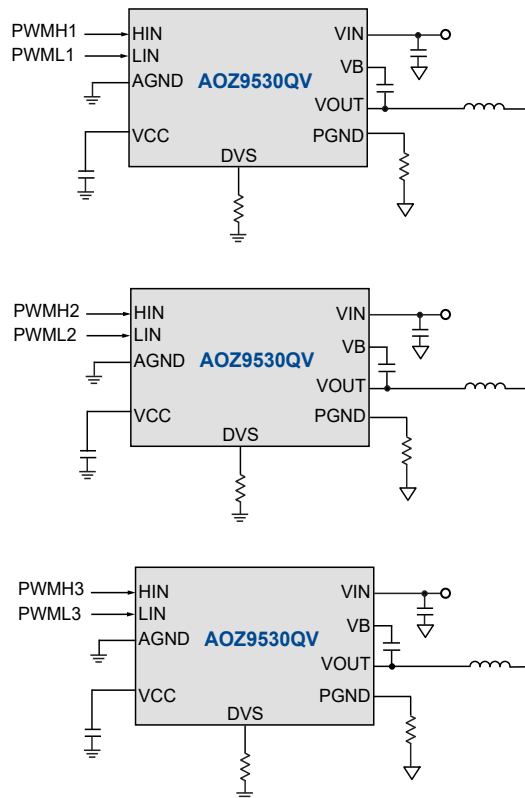 PWMH1
PWML1
HIN
LIN
AGND
VCC
AOZ9530QV
DVS
VIN
VB
VOUT
PGND
PWMH2
PWML2
HIN
LIN
AGND
VCC
AOZ9530QV
DVS
VIN
VB
VOUT
PGND
PWMH3
PWML3
HIN
LIN
AGND
VCC
AOZ9530QV
DVS
VIN
VB
VOUT
PGND